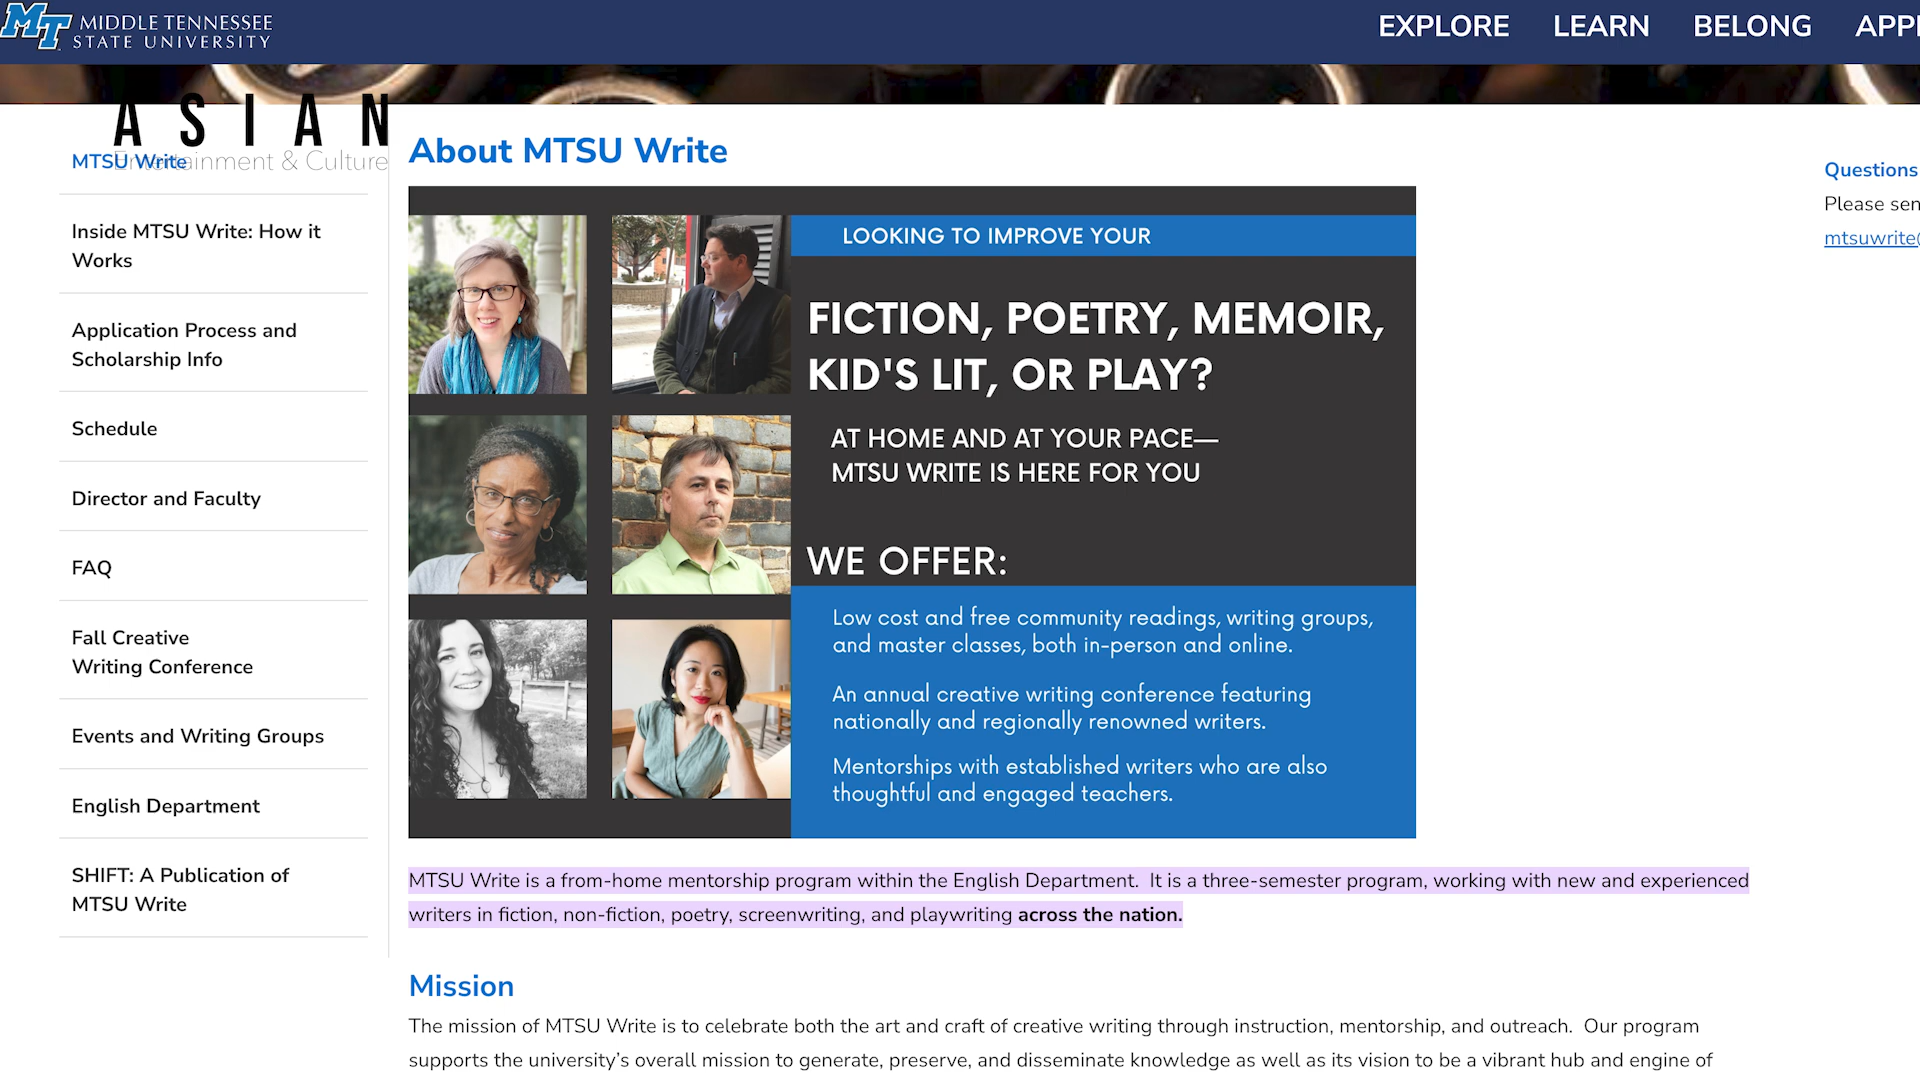 MT MIDDLE TENNESSEE
STATE UNIVERSITY
EXPLORE LEARN BELONG
ASIAN
Entertainment & Culture
MTSU Write
Inside MTSU Write: How it
Works
Application Process and
Scholarship Info
Schedule
Director and Faculty
FAQ
Fall Creative
Writing Conference
Events and Writing Groups
English Department
SHIFT: A Publication of
MTSU Write
About MTSU Write
LOOKING TO IMPROVE YOUR
FICTION, POETRY, MEMOIR,
KID'S LIT, OR PLAY?
AT HOME AND AT YOUR PACE—
MTSU WRITE IS HERE FOR YOU
WE OFFER:
Low cost and free community readings, writing groups,
and master classes, both in-person and online.
An annual creative writing conference featuring
nationally and regionally renowned writers.
Mentorships with established writers who are also
thoughtful and engaged teachers.
MTSU Write is a from-home mentorship program within the English Department. It is a three-semester program, working with new and experienced
writers in fiction, non-fiction, poetry, screenwriting, and playwriting across the nation.
Mission
The mission of MTSU Write is to celebrate both the art and craft of creative writing through instruction, mentorship, and outreach. Our program
supports the university’s overall mission to generate, preserve, and disseminate knowledge as well as its vision to be a vibrant hub and engine of
Questions
Please
mtsuwrite@